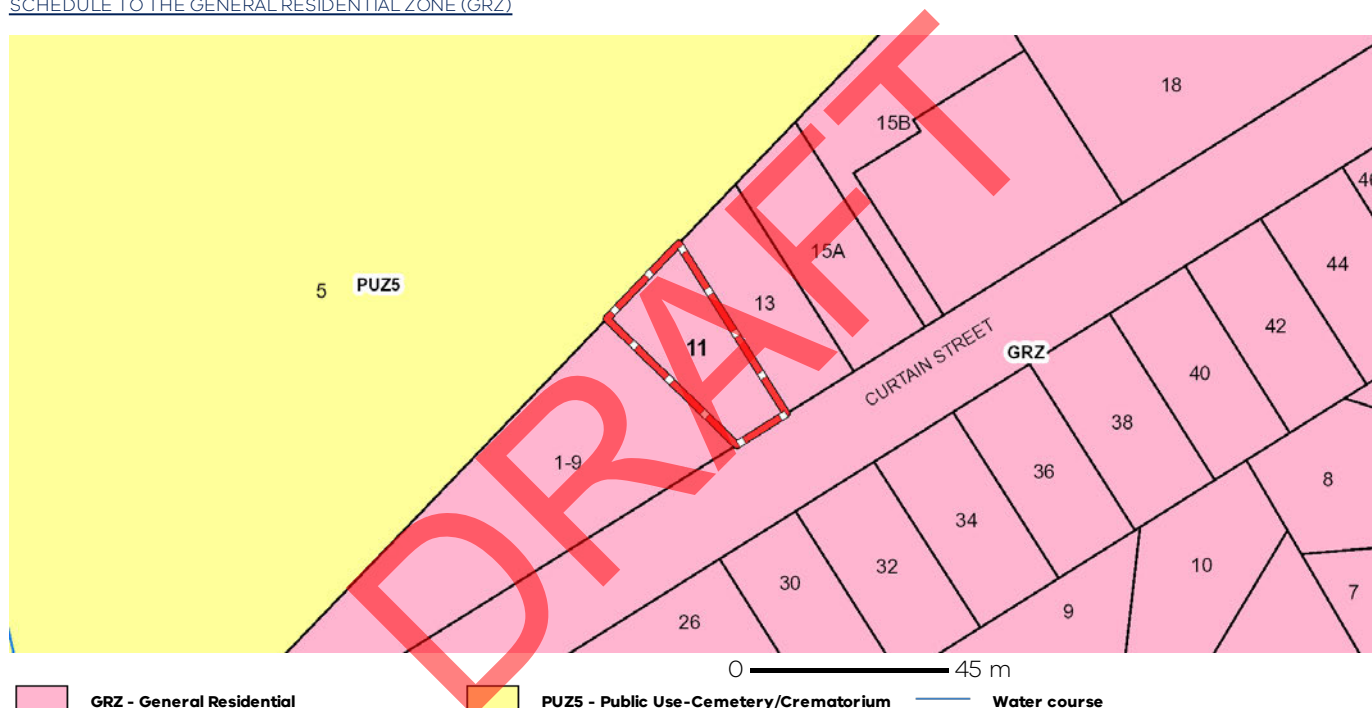 SCHEDULE TO THE GENERAL RESIDENTIAL ZONE (GRZ)
18
15B
46
15A
44
5 PUZ5
13
42
11
CURTAIN STREET
GRZ
40
38
1-9
36
8
34
32
10
30
7
9
26
DRAFT
0 45 m
GRZ - General Residential
PUZ5 - Public Use-Cemetery/Crematorium
Water course